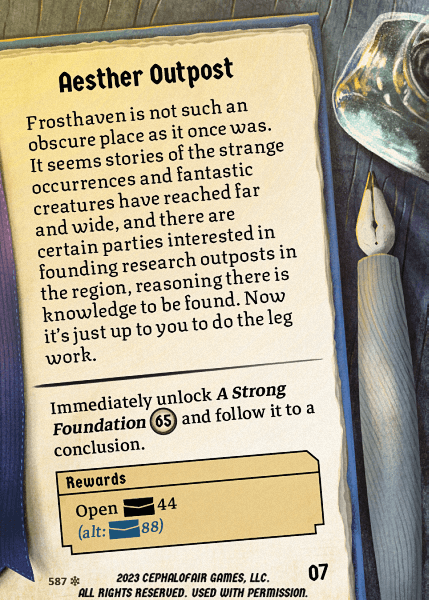 Aesther Outpost
Frosthaven is not such an
obscure place as it once was.
It seems stories of the strange
occurrences and fantastic
creatures have reached far
and wide, and there are
certain parties interested in
founding research outposts in
the region, reasoning there is
knowledge to be found. Now
it's just up to you to do the leg
work.
Immediately unlock A Strong
Foundation 65 and follow it to a
conclusion.
Rewards
Open 44
(alt: 88)
587 ✼ 2023 CEPHALOFAIR GAMES, LLC. 07
ALL RIGHTS RESERVED. USED WITH PERMISSION.